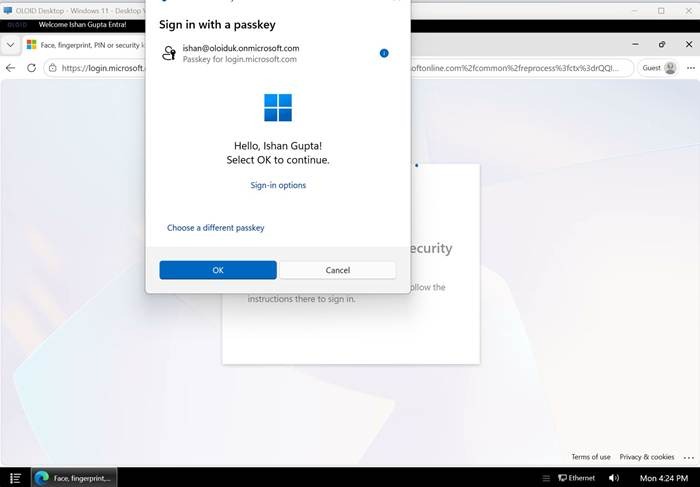 OLOID Desktop - Windows 11 - Desktop V
OLOID Welcome Ishan Gupta Entra!
Face, fingerprint, PIN or security k
https://login.microsoft.
oftonline.com%2fcommon%2freprocess%3fctx%3drQQI...
Guest
Sign in with a passkey
ishan@oloiduk.onmicrosoft.com
Passkey for login.microsoft.com
Hello, Ishan Gupta!
Select OK to continue.
Sign-in options
Choose a different passkey
OK
Cancel
ecurity
ollow the
instructions there to sign in.
Terms of use
Privacy & cookies
...
Face, fingerprint,...
Ethernet
Mon 4:24 PM